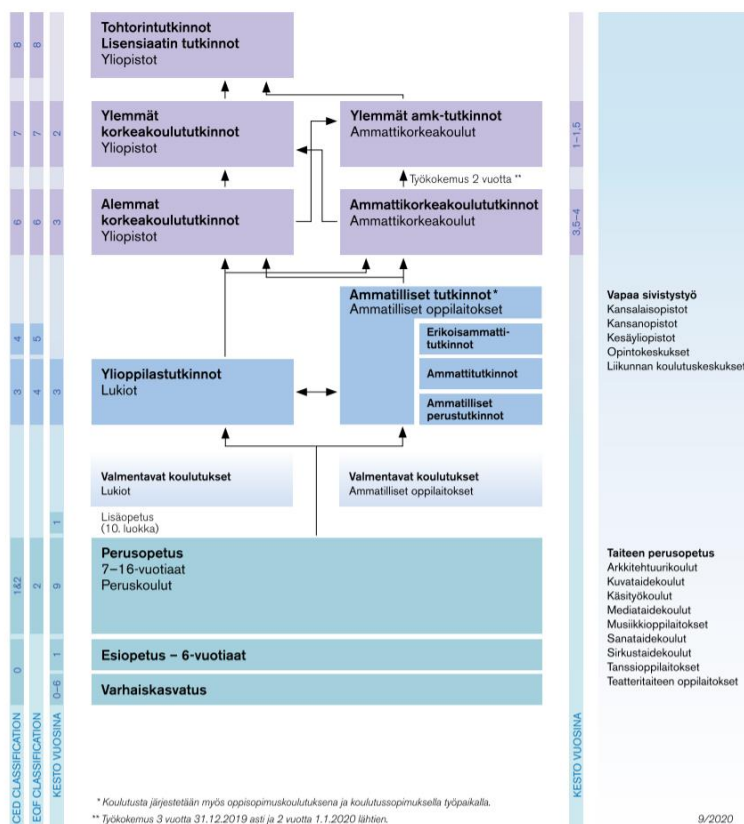 8
8
Tohtorintutkinnot
Lisensiaatin tutkinnot
Yliopistot
7
7
2
Ylemmät
korkeakoulututkinnot
Yliopistot
Ylemmät amk-tutkinnot
Ammattikorkeakoulut
1–1,5
Työkokemus 2 vuotta **
6
6
3
Alemmat
korkeakoulututkinnot
Yliopistot
Ammattikorkeakoulututkinnot
Ammattikorkeakoulut
3,5–4
Ammatilliset tutkinnot*
Ammatilliset oppilaitokset
4
5
Erikoisammatti-
tutkinnot
3
4
3
Ylioppilastutkinnot
Lukiot
Ammattitutkinnot
Ammatilliset
perustutkinnot
Valmentavat koulutukset
Lukiot
Valmentavat koulutukset
Ammatilliset oppilaitokset
1
Lisäopetus
(10. luokka)
1&2
2
9
Perusopetus
7–16-vuotiaat
Peruskoulut
0
1
Esiopetus – 6-vuotiaat
0–6
Varhaiskasvatus
CED CLASSIFICATION
EQF CLASSIFICATION
KESTO VUOSINA
KESTO VUOSINA
Vapaa sivistystyö
Kansalaisopistot
Kansanopistot
Kesäyliopistot
Opintokeskukset
Liikunnan koulutuskeskukset
Taiteen perusopetus
Arkkitehtuurikoulut
Kuvataidekoulut
Käsityökoulut
Mediataidekoulut
Musiikkioppilaitokset
Sanataidekoulut
Sirkustaidekoulut
Tanssioppilaitokset
Teatteritaiteen oppilaitokset
* Koulutusta järjestetään myös oppisopimuskoulutuksena ja koulutussopimuksella työpaikalla.
** Työkokemus 3 vuotta 31.12.2019 asti ja 2 vuotta 1.1.2020 lähtien.
9/2020